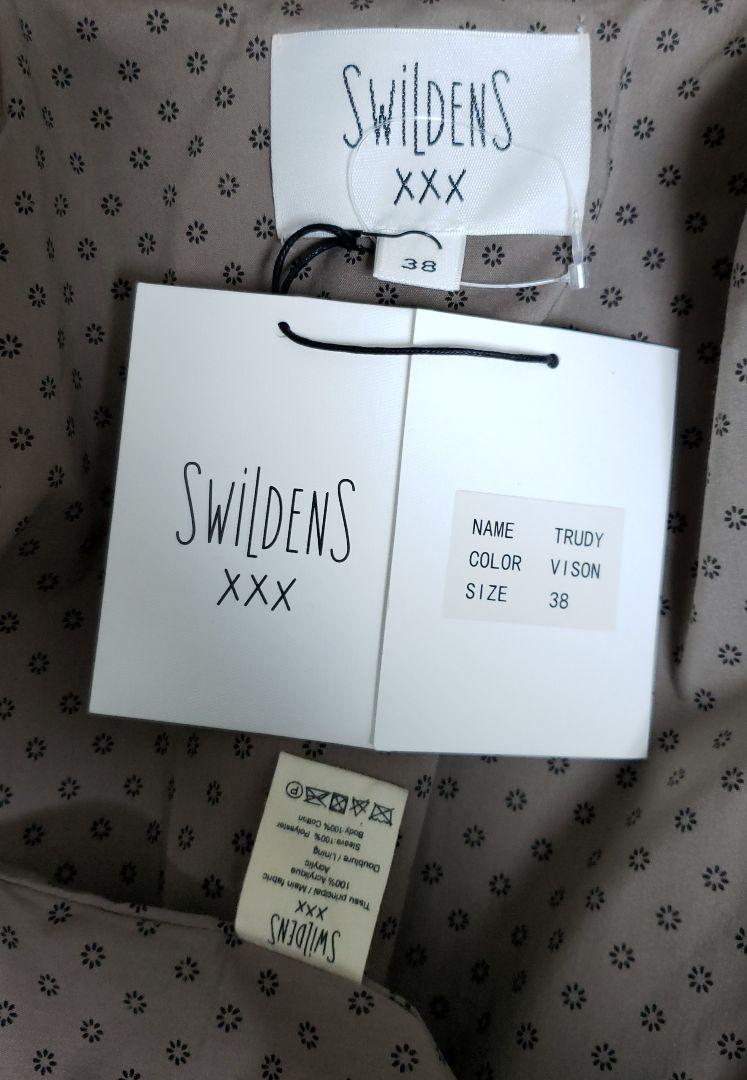 SWiLDENS
XXX
38
SWiLDENS
XXX
NAME TRUDY
COLOR VISON
SIZE 38
SWiLDENS
XXX
Tissu principal / Main fabric
100% Acrylique
Acrylic
Doublure / Lining
Sleeve:100% Polyester
Body:100% Cotton
P